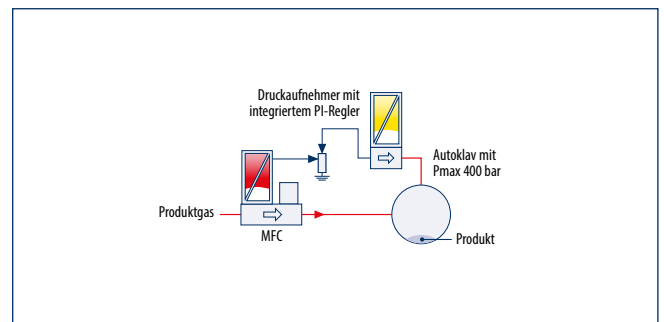 Druckaufnehmer mit
integriertem PI-Regler
Autoklav mit
Pmax 400 bar
Produktgas
MFC
Produkt